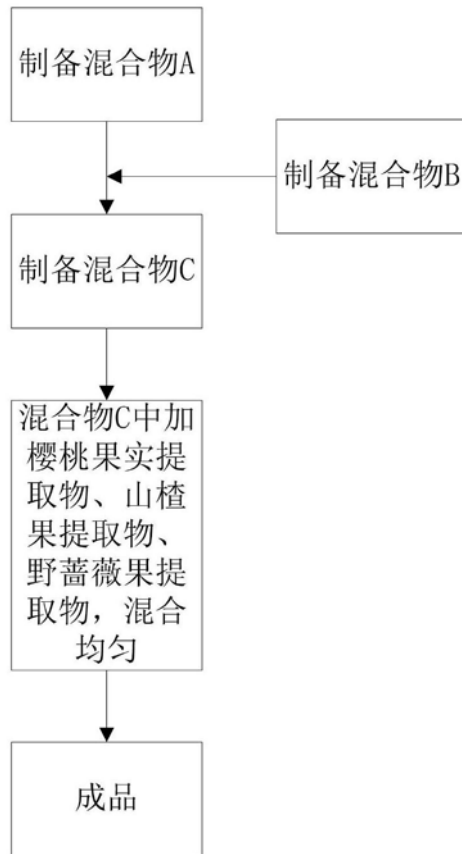 制备混合物A
制备混合物B
制备混合物C
混合物C中加
樱桃果实提
取物、山楂
果提取物、
野蔷薇果提
取物，混合
均匀
成品